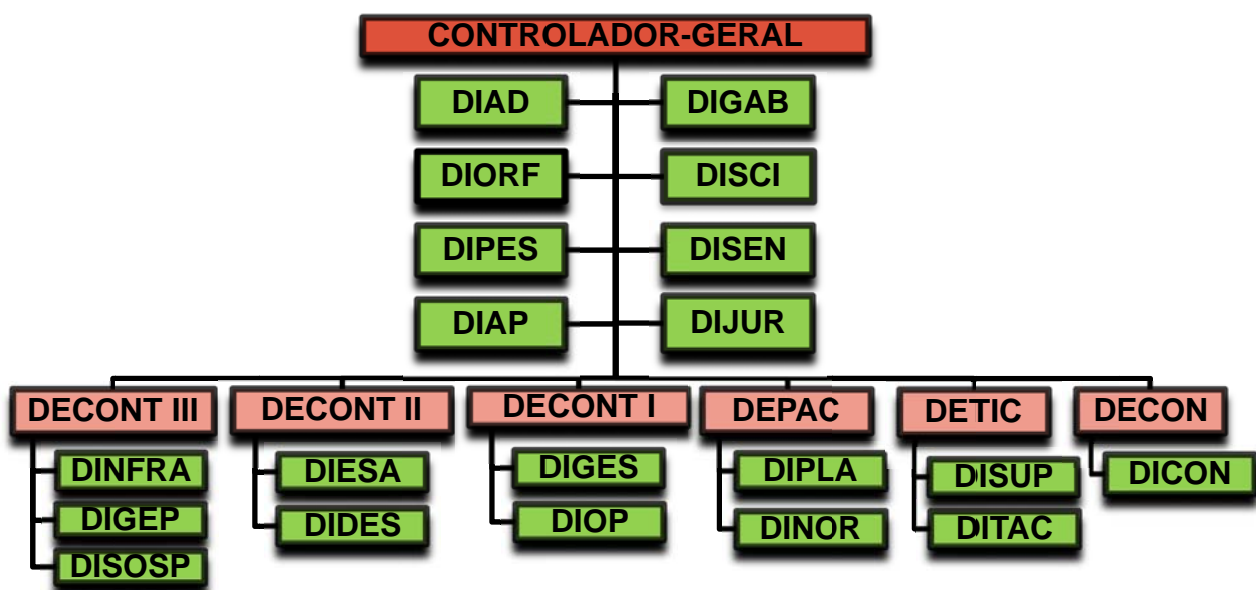 CONTROLADOR-GERAL
DIAD
DIGAB
DIORF
DISCI
DIPES
DISEN
DIAP
DIJUR
DECONT III
DECONT II
DECONT I
DEPAC
DETIC
DECON
DINFRA
DIGEP
DISOSP
DIESA
DIDES
DIGES
DIOP
DIPLA
DINOR
DISUP
DITAC
DICON